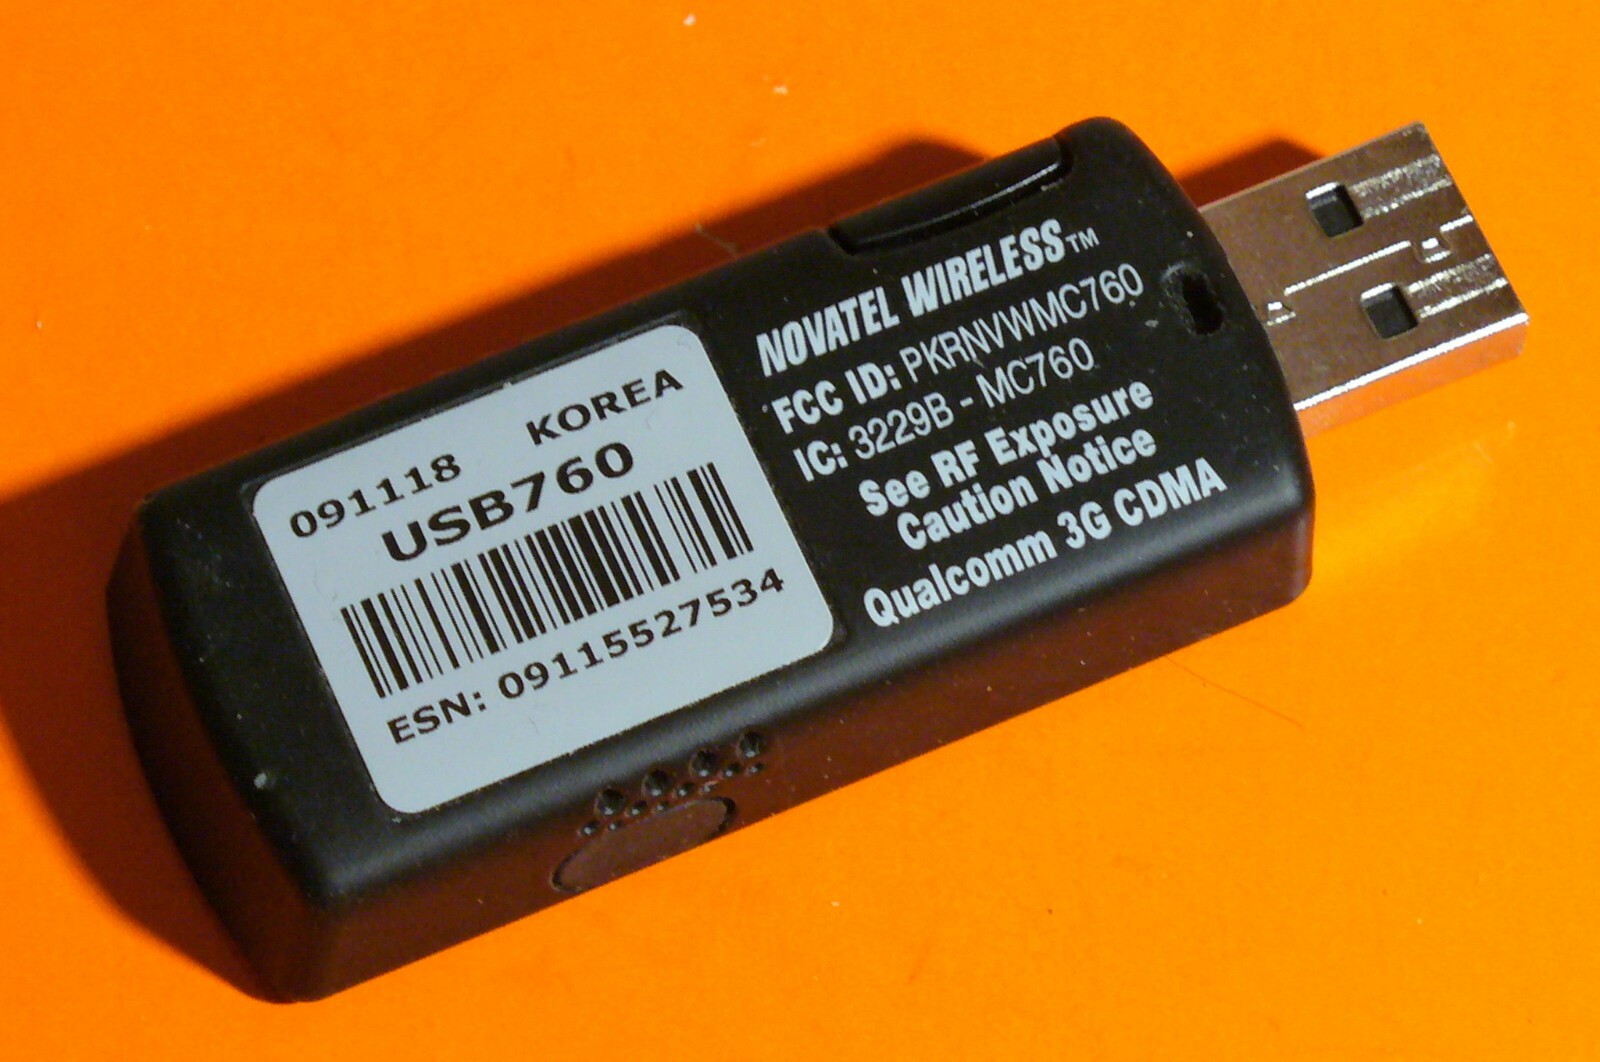 091118 KOREA
USB760
ESN: 09115527534
NOVATEL WIRELESS™
FCC ID: PKRNVWMC760
IC: 3229B - MC760
See RF Exposure
Caution Notice
Qualcomm 3G CDMA